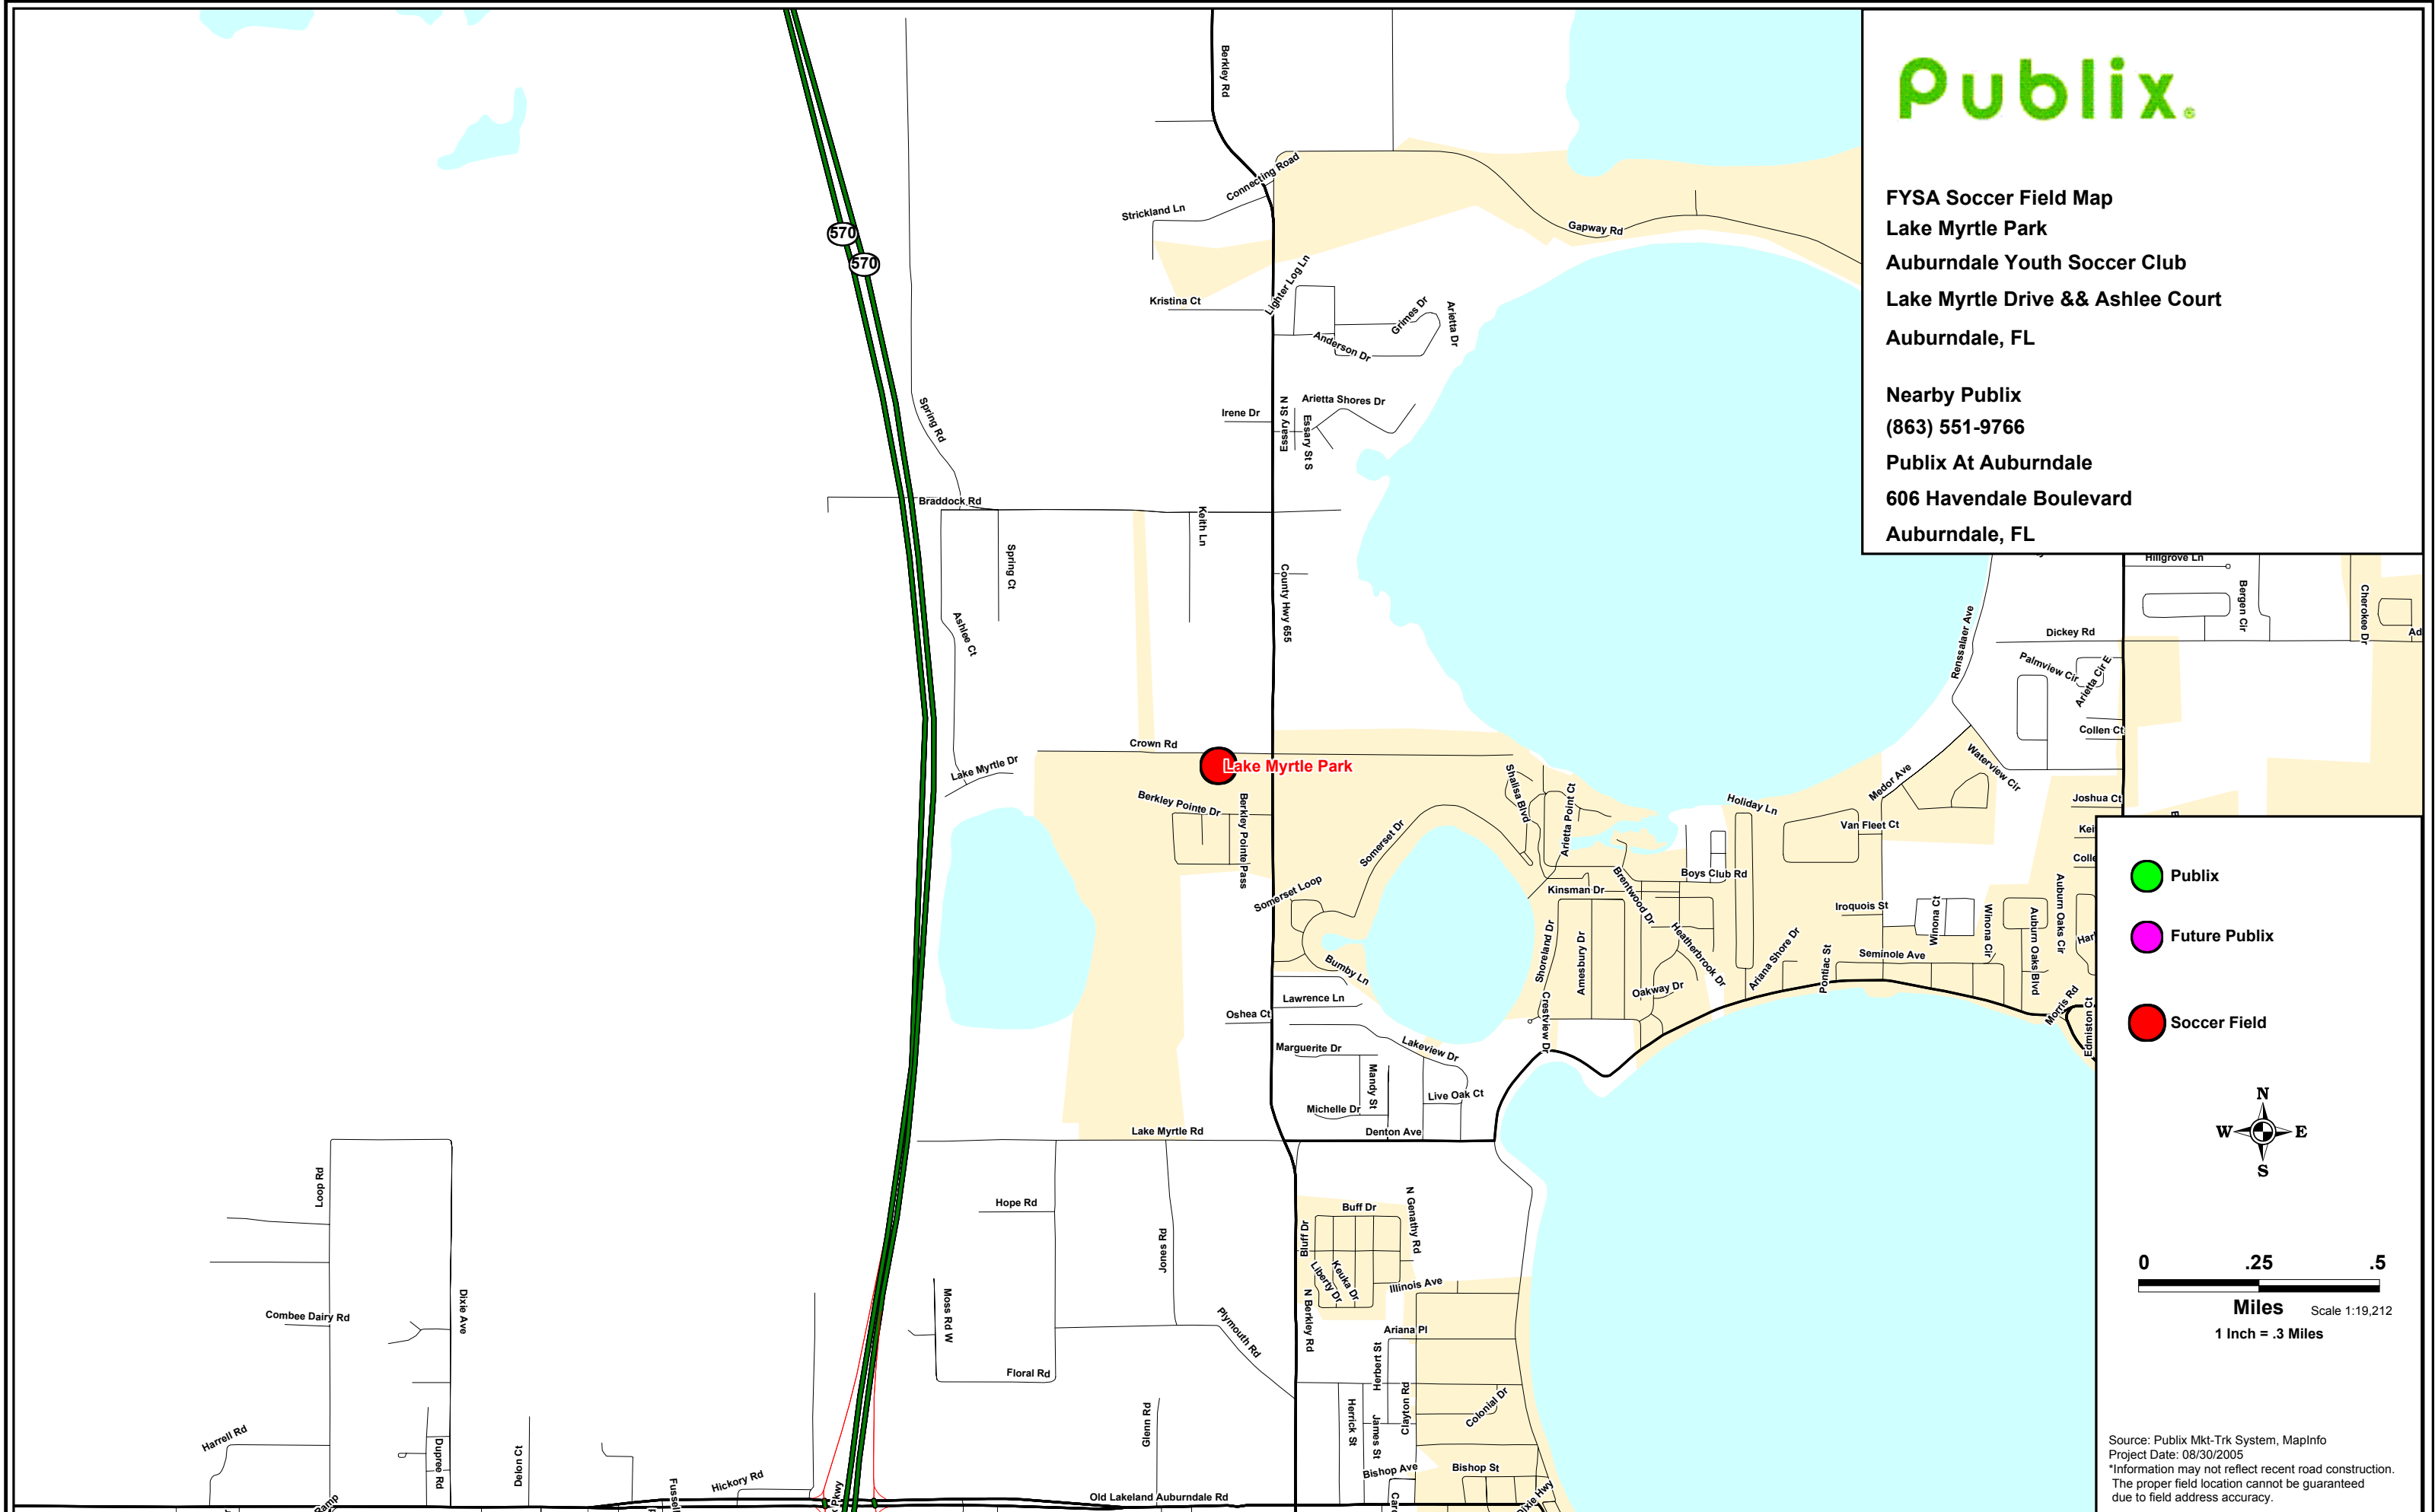 Publix.
FYSA Soccer Field Map
Lake Myrtle Park
Auburndale Youth Soccer Club
Lake Myrtle Drive && Ashlee Court
Auburndale, FL
Nearby Publix
(863) 551-9766
Publix At Auburndale
606 Havendale Boulevard
Auburndale, FL
Berkley Rd
Connecting Road
Strickland Ln
Gapway Rd
570
570
Kristina Ct
Lighter Log Ln
Grimes Dr
Arietta Dr
Anderson Dr
Spring Rd
Irene Dr
Essary St N
Essary St S
Arietta Shores Dr
Braddock Rd
Keith Ln
Spring Ct
County Hwy 655
Ashlee Ct
Hillgrove Ln
Bergen Cir
Cherokee Dr
Ad
Dickey Rd
Renssalaer Ave
Palmview Cir
Arietta Cir E
Collen Ct
Crown Rd
Lake Myrtle Park
Lake Myrtle Dr
Berkley Pointe Dr
Berkley Pointe Pass
Shalisa Blvd
Arietta Point Ct
Holiday Ln
Medor Ave
Waterview Cir
Joshua Ct
Van Fleet Ct
Kei
Colle
Somerset Dr
Somerset Loop
Boys Club Rd
Kinsman Dr
Brentwood Dr
Iroquois St
Winona Ct
Winona Cir
Auburn Oaks Blvd
Auburn Oaks Cir
Har
Heatherbrook Dr
Shoreland Dr
Amesbury Dr
Ariana Shore Dr
Pontiac St
Seminole Ave
Bumby Ln
Oakway Dr
Lawrence Ln
Oshea Ct
Crestview Dr
Morris Rd
Edmiston Ct
Marguerite Dr
Lakeview Dr
Mandy St
Live Oak Ct
Michelle Dr
Lake Myrtle Rd
Denton Ave
Loop Rd
Hope Rd
Jones Rd
Buff Dr
Bluff Dr
N Genathy Rd
Liberty Dr
Keuka Dr
Illinois Ave
Combee Dairy Rd
Dixie Ave
Moss Rd W
N Berkley Rd
Plymouth Rd
Ariana Pl
Herbert St
Floral Rd
Clayton Rd
Colonial Dr
Herrick St
James St
Glenn Rd
Harrell Rd
Dupree Rd
Delon Ct
Hickory Rd
Fussel
Pkwy
Ramp
Bishop Ave
Bishop St
Old Lakeland Auburndale Rd
Dixie Hwy
Publix
Future Publix
Soccer Field
N
W E
S
0 .25 .5
Miles Scale 1:19,212
1 Inch = .3 Miles
Source: Publix Mkt-Trk System, MapInfo
Project Date: 08/30/2005
*Information may not reflect recent road construction.
The proper field location cannot be guaranteed
due to field address accuracy.